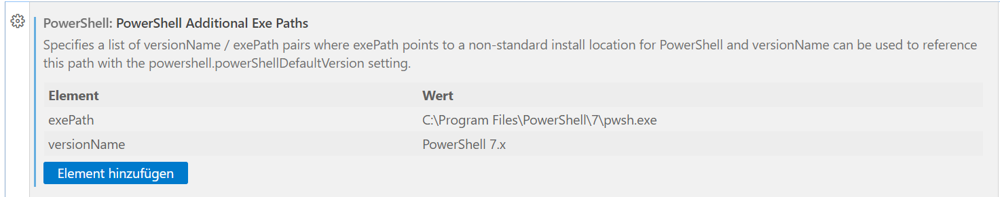 PowerShell: PowerShell Additional Exe Paths
Specifies a list of versionName / exePath pairs where exePath points to a non-standard install location for PowerShell and versionName can be used to reference
this path with the powershell.powerShellDefaultVersion setting.
Element Wert
exePath C:\Program Files\PowerShell\7\pwsh.exe
versionName PowerShell 7.x
Element hinzufügen